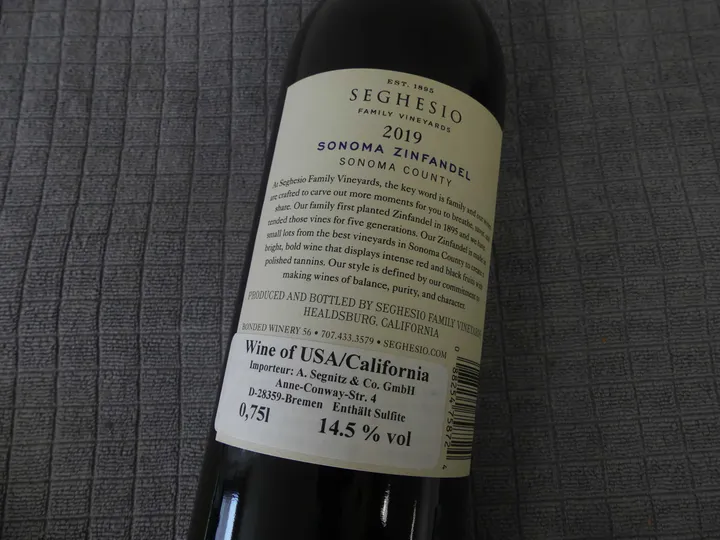 EST. 1895
SEGHESIO
FAMILY VINEYARDS
2019
SONOMA ZINFANDEL
SONOMA COUNTY
At Seghesio Family Vineyards, the key word is family and our
are crafted to carve out more moments for you to breathe, savor, and
share. Our family first planted Zinfandel in 1895 and we have
tended those vines for five generations. Our Zinfandel is made of
small lots from the best vineyards in Sonoma County to create a
bright, bold wine that displays intense red and black fruits with
polished tannins. Our style is defined by our commitment to
making wines of balance, purity, and character.
PRODUCED AND BOTTLED BY SEGHESIO FAMILY VINEYARDS
HEALDSBURG, CALIFORNIA
BONDED WINERY 56 • 707.433.3579 • SEGHESIO.COM
Wine of USA/California
Importeur: A. Segnitz & Co. GmbH
Anne-Conway-Str. 4
D-28359-Bremen Enthält Sulfite
0,75l 14.5 % vol
0 88254 75872 4